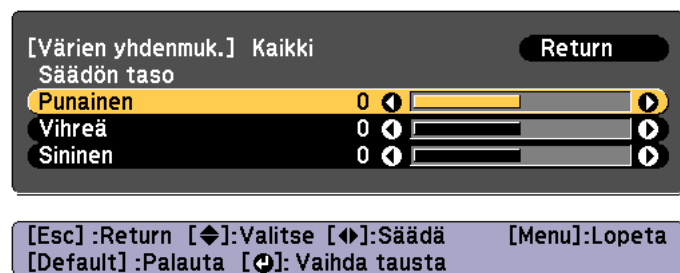 [Värien yhdenmuk.] Kaikki Return
Säädön taso
Punainen 0
Vihreä 0
Sininen 0
[Esc] :Return [◆]:Valitse [◆]:Säädä [Menu]:Lopeta
[Default] :Palauta [↵]: Vaihda tausta